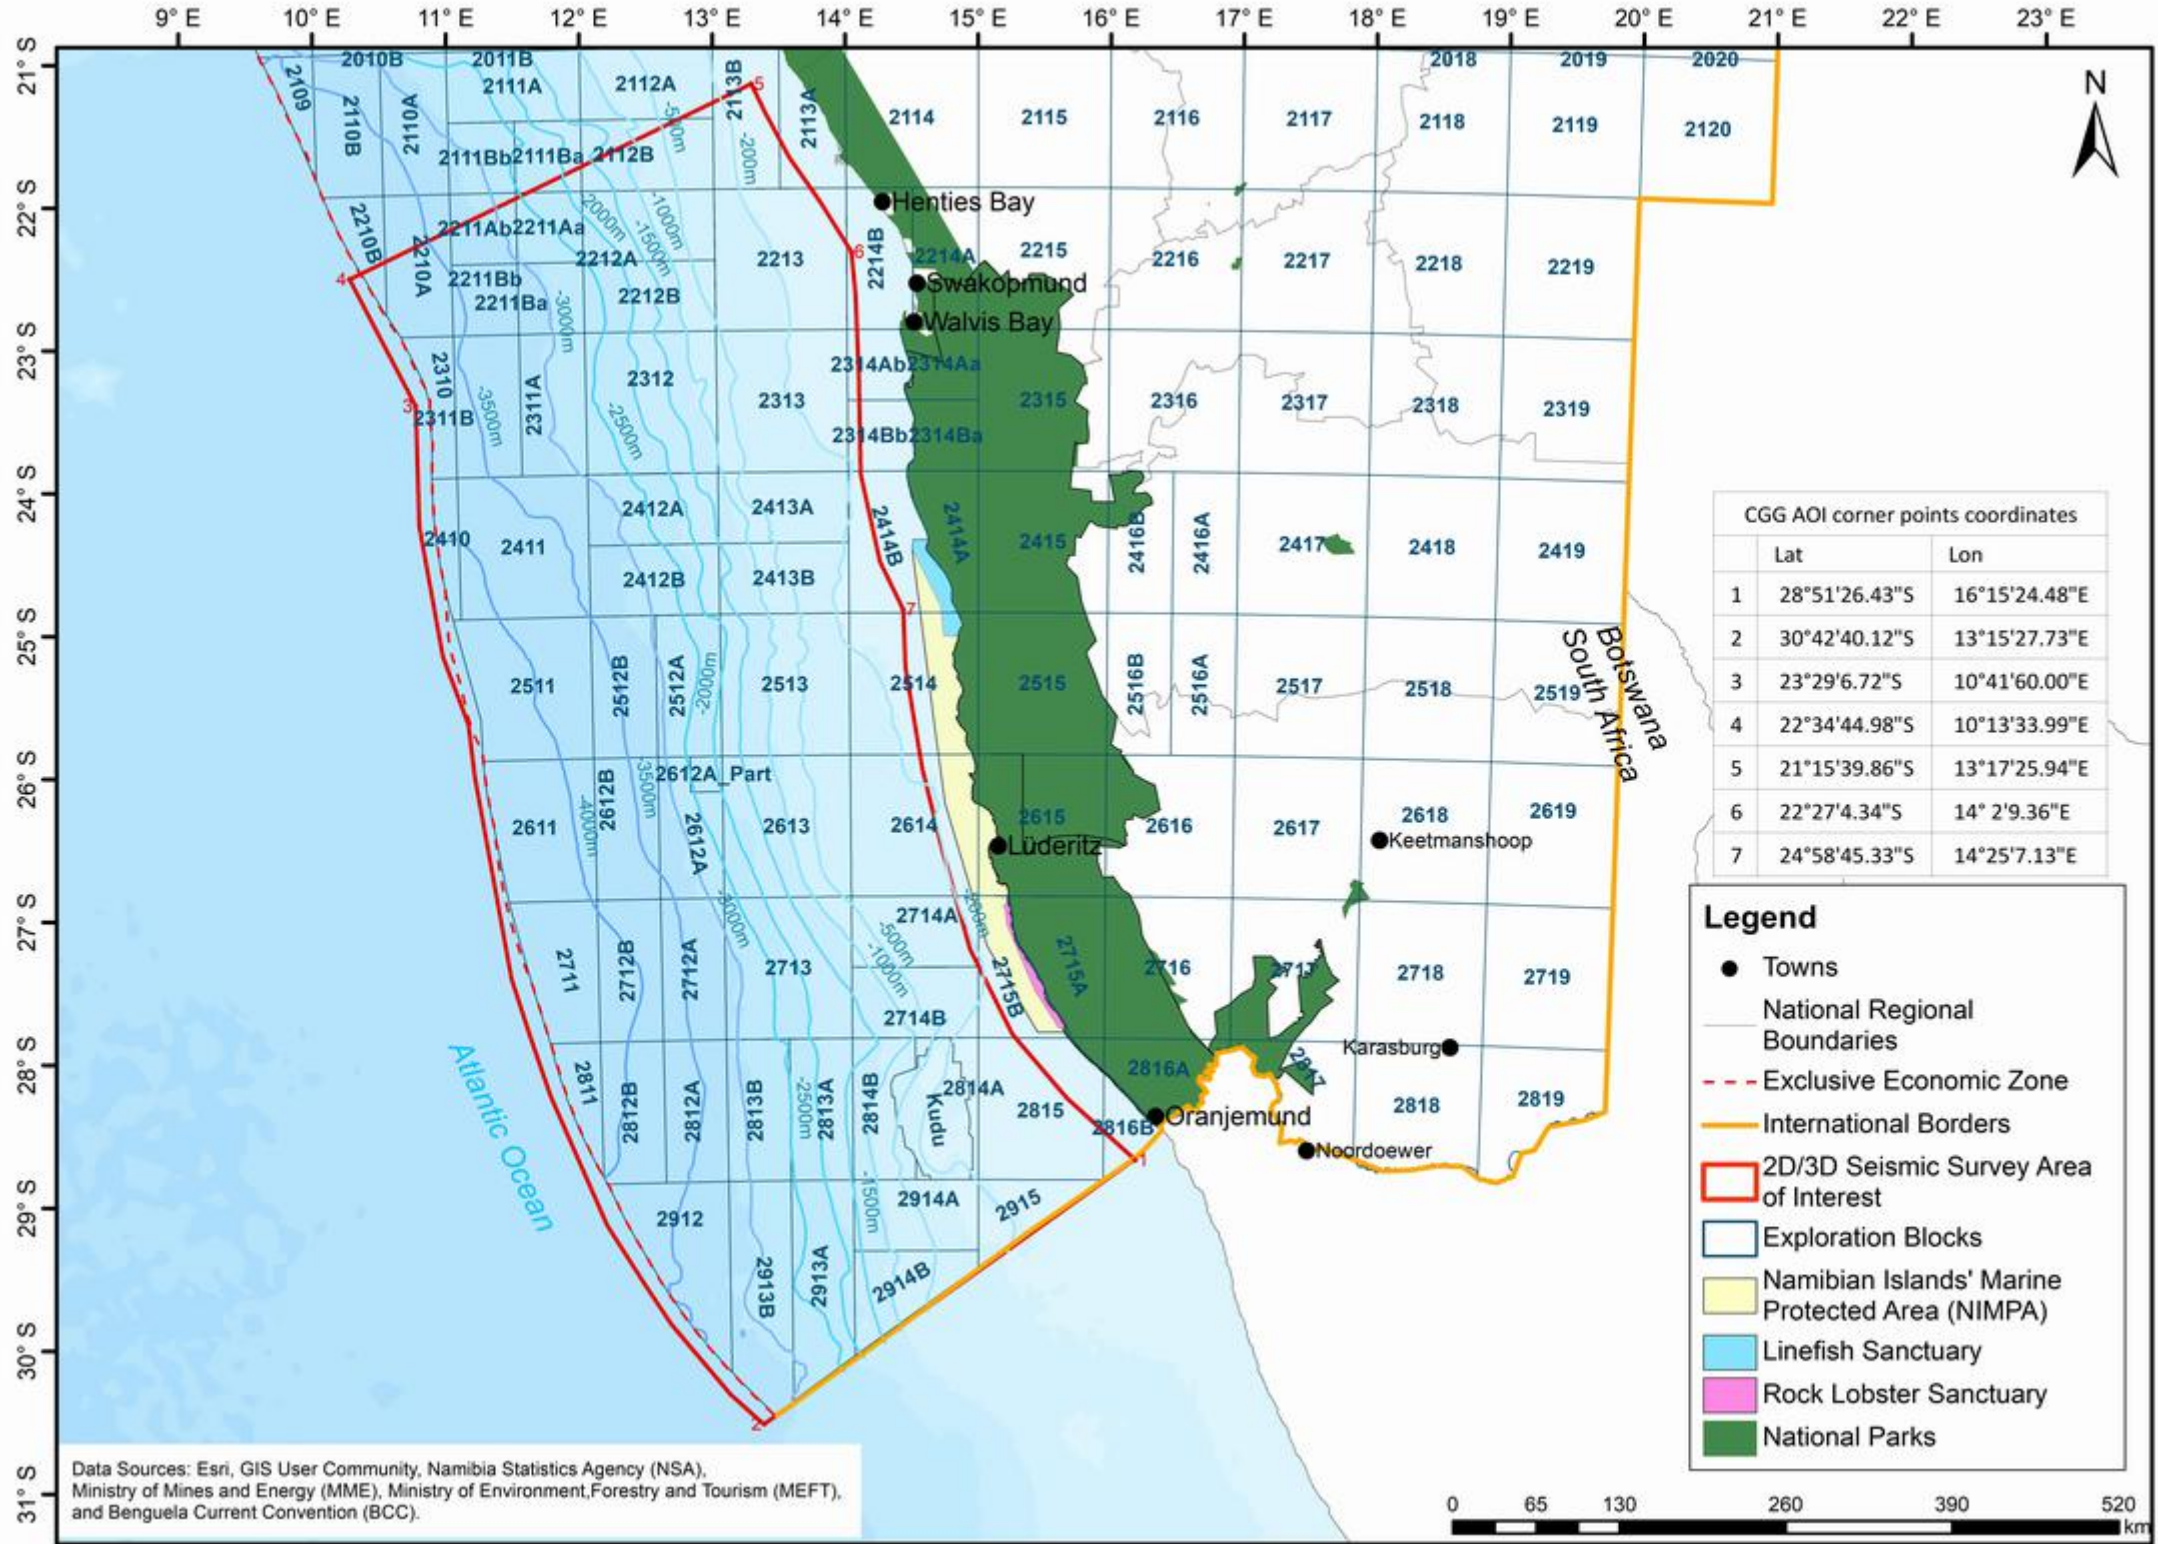 9° E 10° E 11° E 12° E 13° E 14° E 15° E 16° E 17° E 18° E 19° E 20° E 21° E 22° E 23° E
21° S
22° S
23° S
24° S
25° S
26° S
27° S
28° S
29° S
30° S
31° S
2010B 2011B 2018 2019 2020
2109 2110B 2110A 2111A 2112A 2113B 5 2113A 2114 2115 2116 2117 2118 2119 2120
2111Bb 2111Ba 2112B
-500m
-200m
Henties Bay
2210B 2210A 2211Ab 2211Aa 2212A 2213 6 2214B 2214A 2215 2216 2217 2218 2219
-2000m
-1000m
-1500m
4
2211Bb
2211Ba
2212B
Swakopmund
Walvis Bay
-3000m
2310 2312 2314Ab 2314Aa
3
2311B -3500m 2311A -2500m 2313 2315 2316 2317 2318 2319
2314Bb 2314Ba
2410 2411 2412A 2413A 2414B 2414A 2415 2416B 2416A 2417 2418 2419
2412B 2413B
7
2511 2512B 2512A -2000m 2513 2514 2515 2516B 2516A 2517 2518 2519
Botswana
South Africa
2612A_Part
-3500m
2611 -4000m 2612B 2612A 2613 2614 2615 2616 2617 2618 2619
Lüderitz
Keetmanshoop
-3000m
2714A -200m
-500m
-1000m
2711 2712B 2712A 2713 2715B 2715A 2716 2717 2718 2719
2714B
Karasburg
2811 2812B 2812A 2813B -2500m 2813A 2814B Kudu 2814A 2815 2816A 2817 2818 2819
2816B
Oranjemund
Noordoewer
1
Atlantic Ocean
2912 2913B 2913A -1500m 2914A 2915
2914B
2
N
CGG AOI corner points coordinates
Lat Lon
1 28°51'26.43"S 16°15'24.48"E
2 30°42'40.12"S 13°15'27.73"E
3 23°29'6.72"S 10°41'60.00"E
4 22°34'44.98"S 10°13'33.99"E
5 21°15'39.86"S 13°17'25.94"E
6 22°27'4.34"S 14° 2'9.36"E
7 24°58'45.33"S 14°25'7.13"E
Legend
Towns
National Regional
Boundaries
Exclusive Economic Zone
International Borders
2D/3D Seismic Survey Area
of Interest
Exploration Blocks
Namibian Islands' Marine
Protected Area (NIMPA)
Linefish Sanctuary
Rock Lobster Sanctuary
National Parks
Data Sources: Esri, GIS User Community, Namibia Statistics Agency (NSA),
Ministry of Mines and Energy (MME), Ministry of Environment,Forestry and Tourism (MEFT),
and Benguela Current Convention (BCC).
0 65 130 260 390 520
km